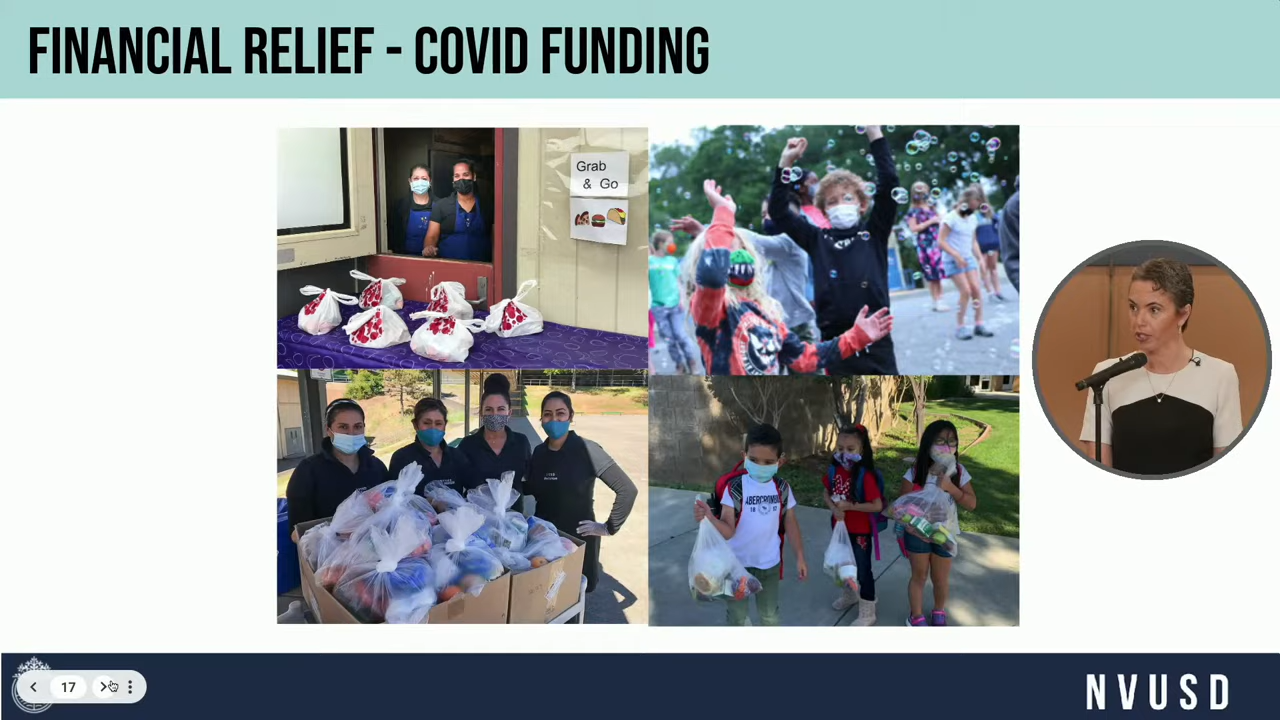 FINANCIAL RELIEF - COVID FUNDING
Grab
& Go
ABERCROMBIE
17
NVUSD